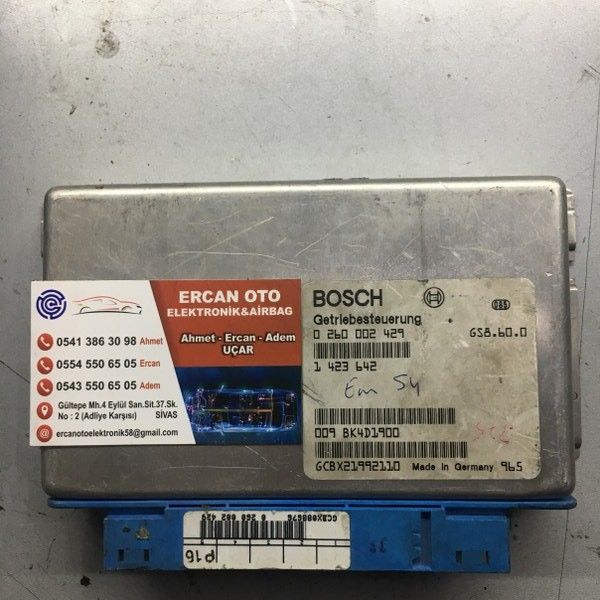 ERCAN OTO
ELEKTRONİK&AİRBAG
Ahmet - Ercan - Adem
UÇAR
0541 386 30 98 Ahmet
0554 550 65 05 Ercan
0543 550 65 05 Adem
Gültepe Mh.4 Eylül San.Sit.37.Sk.
No : 2 (Adliye Karşısı) SİVAS
ercanotoelektronik58@gmail.com
BOSCH
085
Getriebesteuerung
0 260 002 429 GS8.60.0
1 423 642
Em 54
009 BK4D1900
GCBX21992110 Made in Germany 965
P16